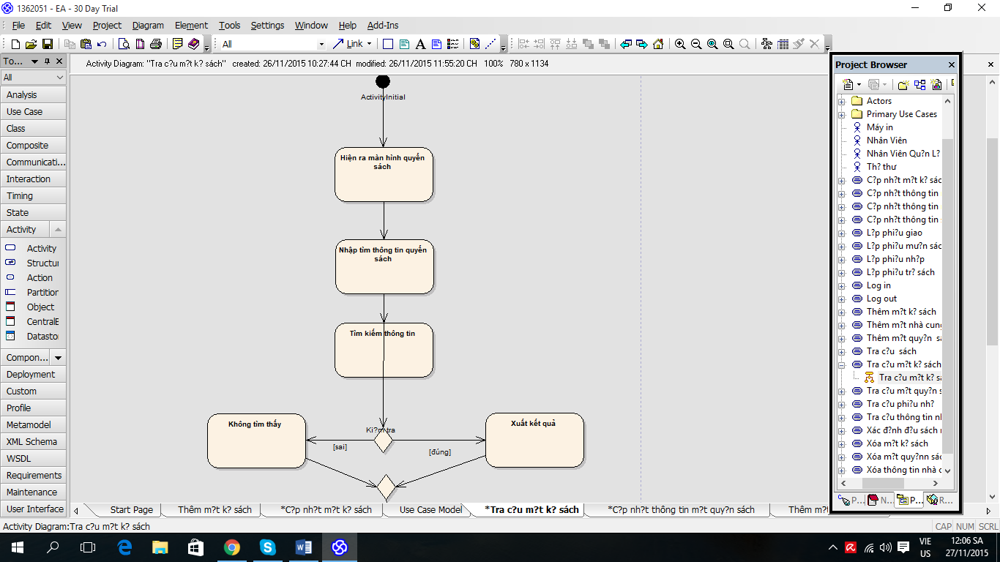 1362051 - EA - 30 Day Trial
File Edit View Project Diagram Element Tools Settings Window Help Add-Ins
All Link
To...
All
Analysis
Use Case
Class
Composite
Communicati...
Interaction
Timing
State
Activity
Activity
Structur
Action
Partition
Object
CentralB
Datasto
Compon...
Deployment
Custom
Profile
Metamodel
XML Schema
WSDL
Requirements
Maintenance
User Interface
Activity Diagram: "Tra c?u m?t k? sách" created: 26/11/2015 10:27:44 CH modified: 26/11/2015 11:55:20 CH 100% 780 x 1134
ActivityInitial
Hiện ra màn hình quyển
sách
Nhập tìm thông tin quyển
sách
Tìm kiếm thông tin
Không tìm thấy
Ki?m tra
Xuất kết quả
[sai]
[đúng]
Project Browser
Actors
Primary Use Cases
Máy in
Nhân Viên
Nhân Viên Qu?n L?
Th? thư
C?p nh?t m?t k? sác
C?p nh?t thông tin
C?p nh?t thông tin
C?p nh?t thông tin
L?p phi?u giao
L?p phi?u mư?n sác
L?p phi?u nh?p
L?p phi?u tr? sách
Log in
Log out
Thêm m?t k? sách
Thêm m?t nhà cung
Thêm m?t quy?n sá
Tra c?u sách
Tra c?u m?t k? sách
Tra c?u m?t k? sá
Tra c?u m?t quy?n s
Tra c?u phi?u nh?
Tra c?u thông tin n
Xác đ?nh đ?u sách
Xóa m?t k? sách
Xóa m?t quy?nn sác
Xóa thông tin nhà c
P... N... P... R...
Start Page Thêm m?t k? sách *C?p nh?t m?t k? sách Use Case Model *Tra c?u m?t k? sách *C?p nh?t thông tin m?t quy?n sách Thêm m?
Activity Diagram:Tra c?u m?t k? sách CAP NUM SCRL
VIE 12:06 SA
US 27/11/2015